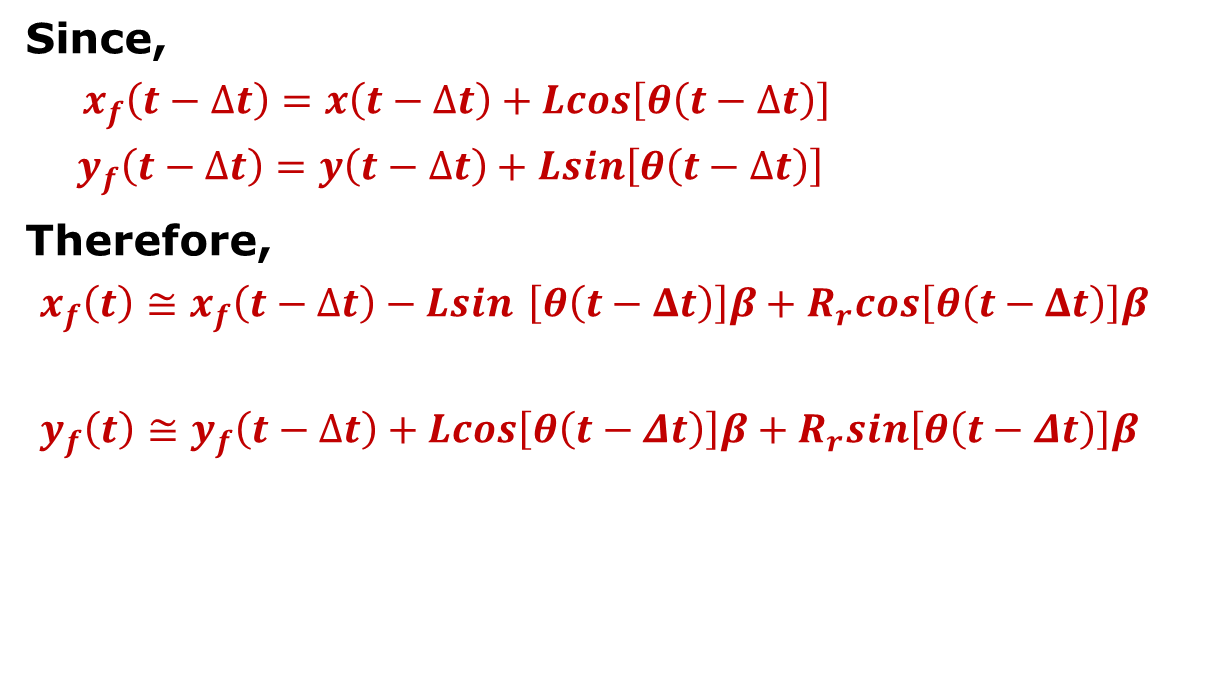 Since,
x_f(t − Δt) = x(t − Δt) + Lcos[θ(t − Δt)]
y_f(t − Δt) = y(t − Δt) + Lsin[θ(t − Δt)]
Therefore,
x_f(t) ≅ x_f(t − Δt) − Lsin [θ(t − Δt)]β + R_r cos[θ(t − Δt)]β
y_f(t) ≅ y_f(t − Δt) + Lcos[θ(t − Δt)]β + R_r sin[θ(t − Δt)]β